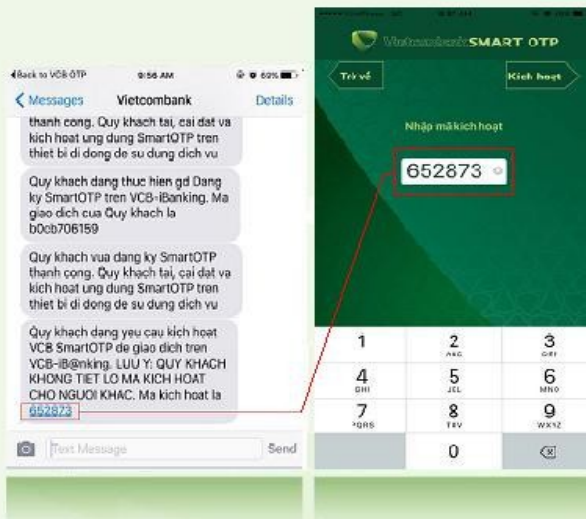 Back to VCB OTP
9:56 AM
60%
Messages
Vietcombank
Details
thanh cong. Quy khach tai, cai dat va
kich hoat ung dung SmartOTP tren
thiet bi di dong de su dung dich vu
Quy khach dang thuc hien gd Dang
ky SmartOTP tren VCB-iBanking. Ma
giao dich cua Quy khach la
b0cb706159
Quy khach vua dang ky SmartOTP
thanh cong. Quy khach tai, cai dat va
kich hoat ung dung SmartOTP tren
thiet bi di dong de su dung dich vu
Quy khach dang yeu cau kich hoat
VCB SmartOTP de giao dich tren
VCB-iB@nking. LUU Y: QUY KHACH
KHONG TIET LO MA KICH HOAT
CHO NGUOI KHAC. Ma kich hoat la
652873
Text Message
Send
Vietcombank SMART OTP
Trở về
Kích hoạt
Nhập mã kích hoạt
652873
1
2
ABC
3
DEF
4
GHI
5
JKL
6
MNO
7
PQRS
8
TUV
9
WXYZ
0